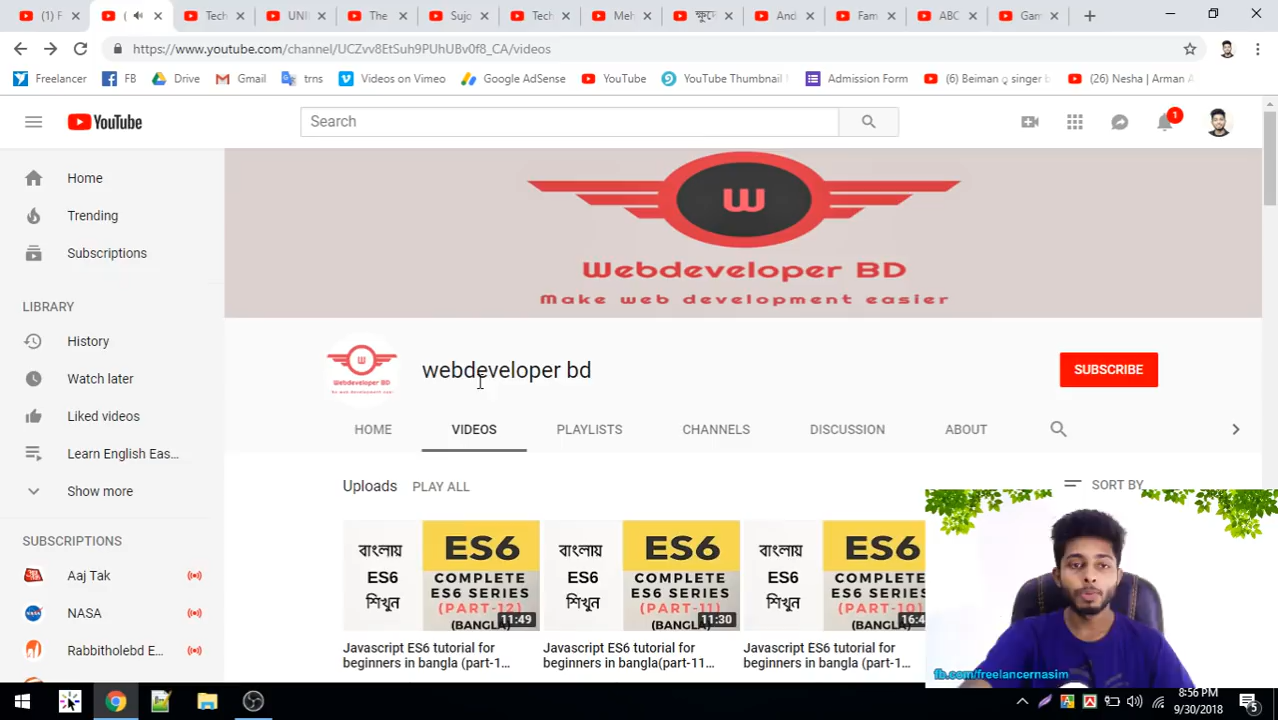 (1) F
(
Tech
UNI
The
Sujo
Tech
Meh
ক্ষুদে
And
Fam
ABC
Gam
https://www.youtube.com/channel/UCZvv8EtSuh9PUhUBv0f8_CA/videos
Freelancer
FB
Drive
Gmail
trns
Videos on Vimeo
Google AdSense
YouTube
YouTube Thumbnail
Admission Form
(6) Beiman q singer b
(26) Nesha | Arman A
YouTube
Search
1
Home
Trending
Subscriptions
LIBRARY
History
Watch later
Liked videos
Learn English Eas...
Show more
SUBSCRIPTIONS
Aaj Tak
NASA
Rabbitholebd E...
W
Webdeveloper BD
Make web development easier
W
Webdeveloper BD
webdeveloper bd
SUBSCRIBE
HOME
VIDEOS
PLAYLISTS
CHANNELS
DISCUSSION
ABOUT
Uploads
PLAY ALL
SORT BY
বাংলায়
ES6
শিখুন
ES6
COMPLETE
ES6 SERIES
(PART-12)
(BANGLA)
11:49
Javascript ES6 tutorial for
beginners in bangla (part-1...
বাংলায়
ES6
শিখুন
ES6
COMPLETE
ES6 SERIES
(PART-11)
(BANGLA)
11:30
Javascript ES6 tutorial for
beginners in bangla(part-11...
বাংলায়
ES6
শিখুন
ES6
COMPLETE
ES6 SERIES
(PART-10)
(BANGLA)
16:4
Javascript ES6 tutorial for
beginners in bangla (part-1...
fb.com/freelancernasim
8:56 PM
9/30/2018
5